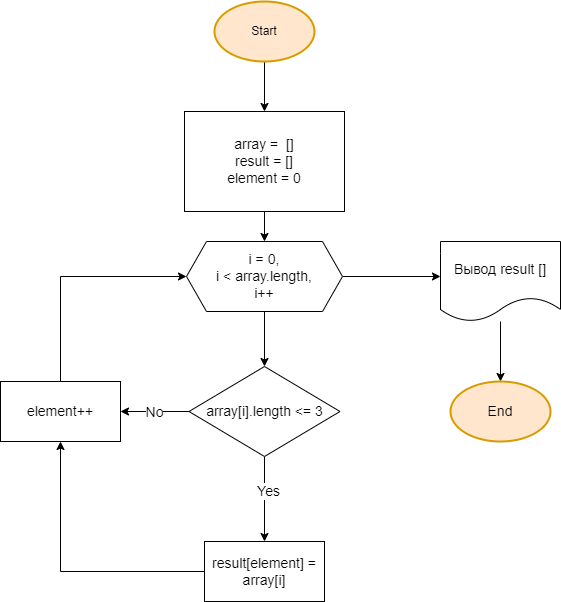 Start
array =  []
result = []
element = 0
i = 0,
i < array.length,
i++
Вывод result []
element++
No
array[i].length <= 3
End
Yes
result[element] =
array[i]